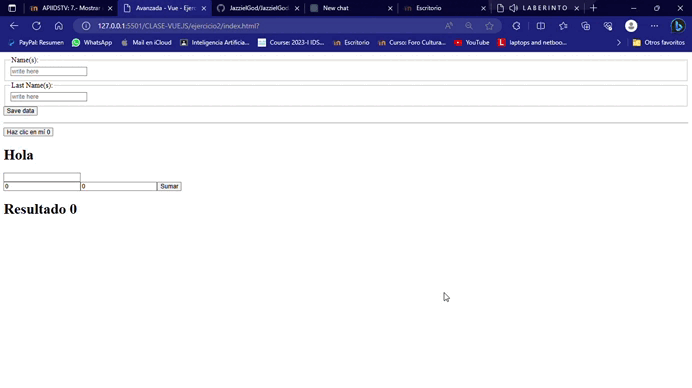 APIIDSTV: 7.- Mostrar Avanzada - Vue - Ejer JazzielGod/JazzielGod New chat Escritorio L A B E R I N T O
127.0.0.1:5501/CLASE-VUEJS/ejercicio2/index.html?
PayPal: Resumen WhatsApp Mail en iCloud Inteligencia Artificia... Course: 2023-I IDS... Escritorio Curso: Foro Cultura... YouTube laptops and netboo... Otros favoritos
Name(s):
write here
Last Name(s):
write here
Save data
Haz clic en mí 0
Hola
0 0 Sumar
Resultado 0